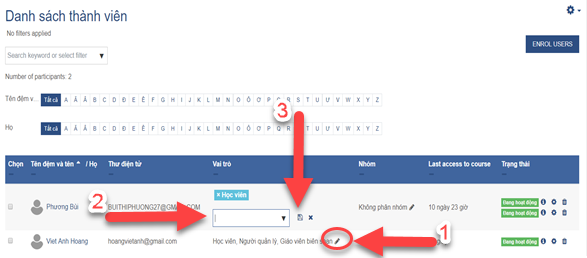 Danh sách thành viên
No filters applied
Search keyword or select filter ▼
ENROL USERS
Number of participants: 2
Tên đệm v... Tất cả A Ă Â B C D Đ E Ê F G H I J K L M N O Ô Ơ P Q R S T U Ư V W X Y Z
Họ Tất cả A Ă Â B C D Đ E Ê F G H I J K L M N O Ô Ơ P Q R S T U Ư V W X Y Z
3
Chọn Tên đệm và tên / Họ Thư điện tử Vai trò Nhóm Last access to course Trạng thái
× Học viên
2
Phương Bùi BUITHIPHUONG27@GMAIL.COM Không phân nhóm 10 ngày 23 giờ Đang hoạt động
Đang hoạt động
1
Viet Anh Hoang hoangvietanh@gmail.com Học viên, Người quản lý, Giáo viên biên soạn Đang hoạt động